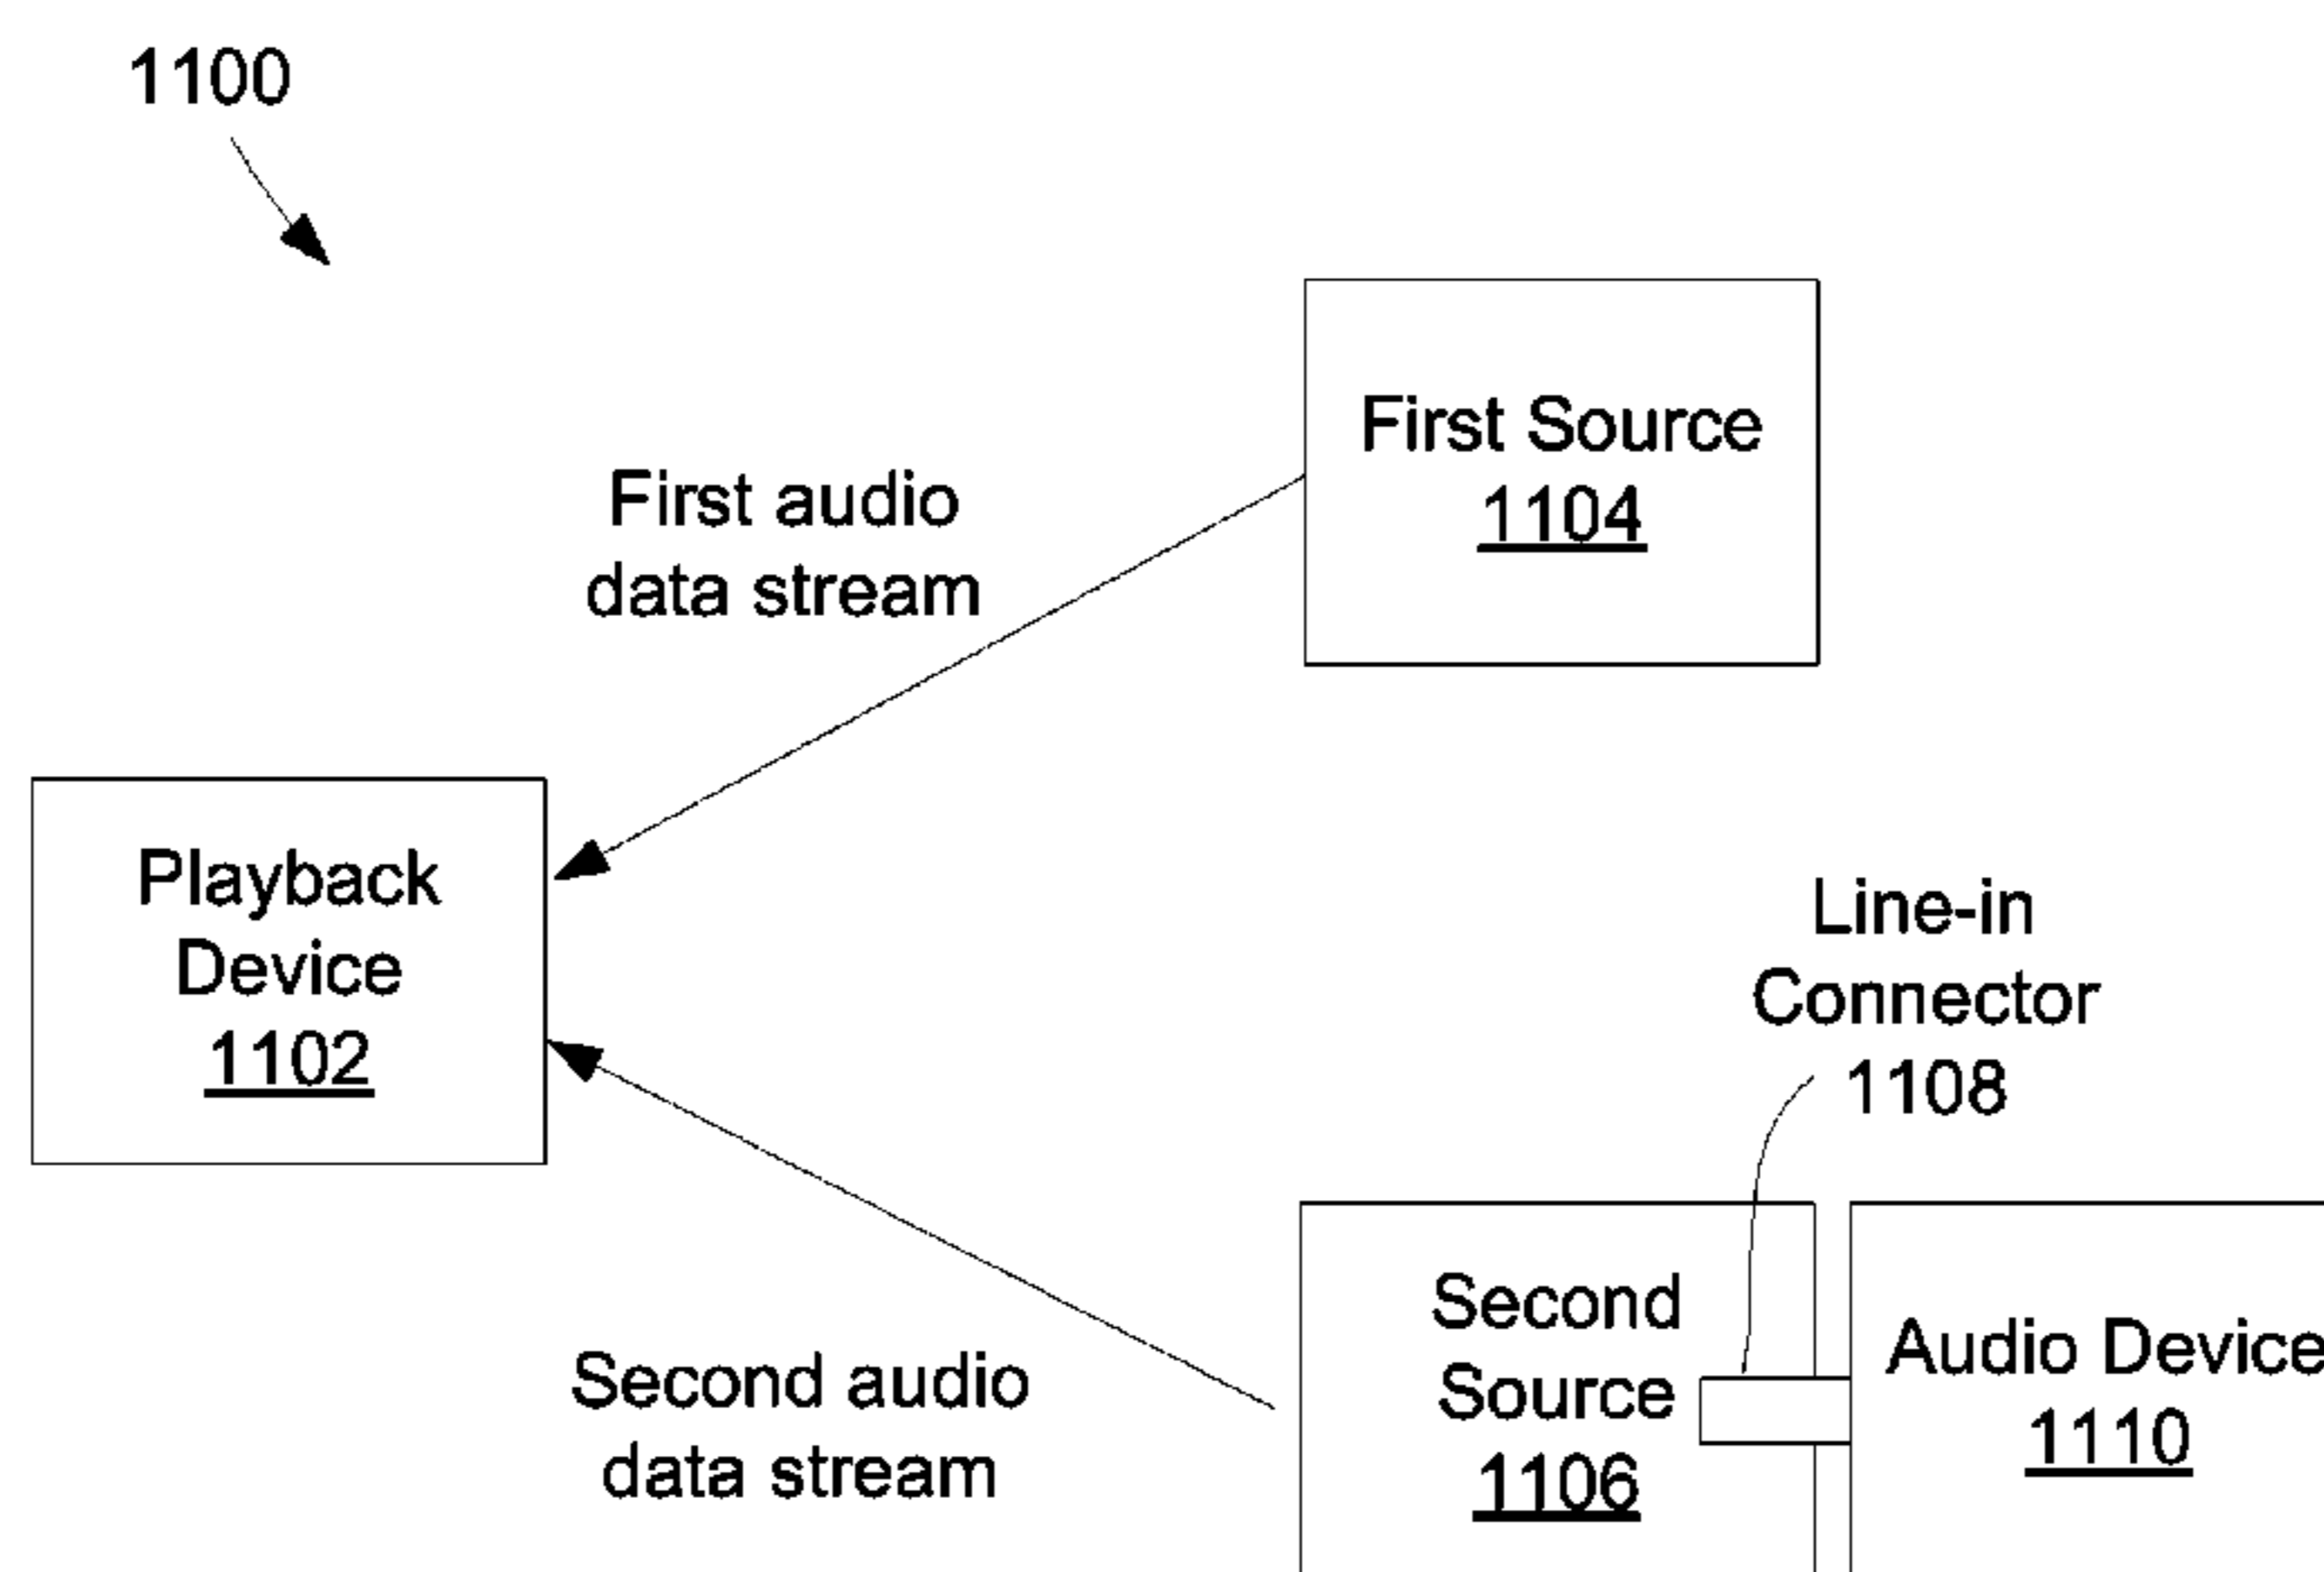 1100
First Source
1104
First audio
data stream
Playback
Device
1102
Line-in
Connector
1108
Second
Source
1106
Audio Device
1110
Second audio
data stream